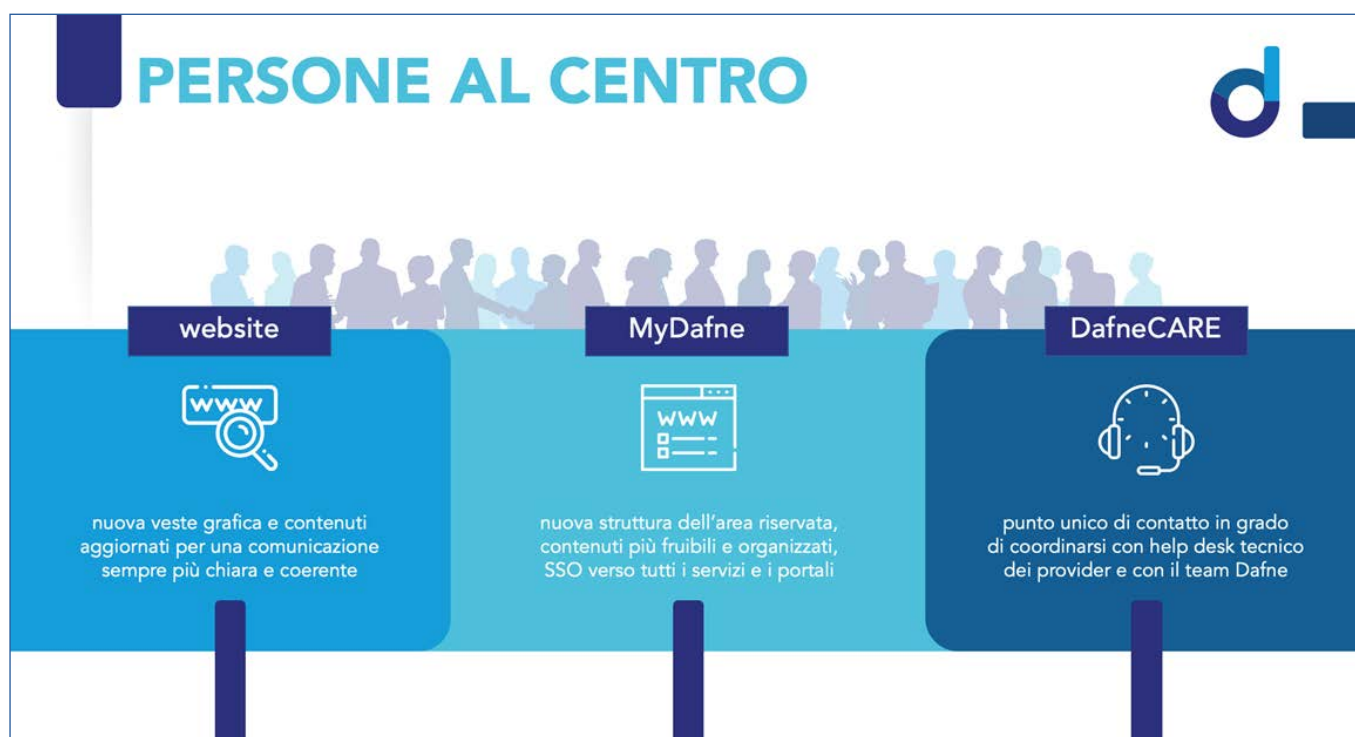 PERSONE AL CENTRO
website
www
nuova veste grafica e contenuti
aggiornati per una comunicazione
sempre più chiara e coerente
MyDafne
www
nuova struttura dell'area riservata,
contenuti più fruibili e organizzati,
SSO verso tutti i servizi e i portali
DafneCARE
punto unico di contatto in grado
di coordinarsi con help desk tecnico
dei provider e con il team Dafne